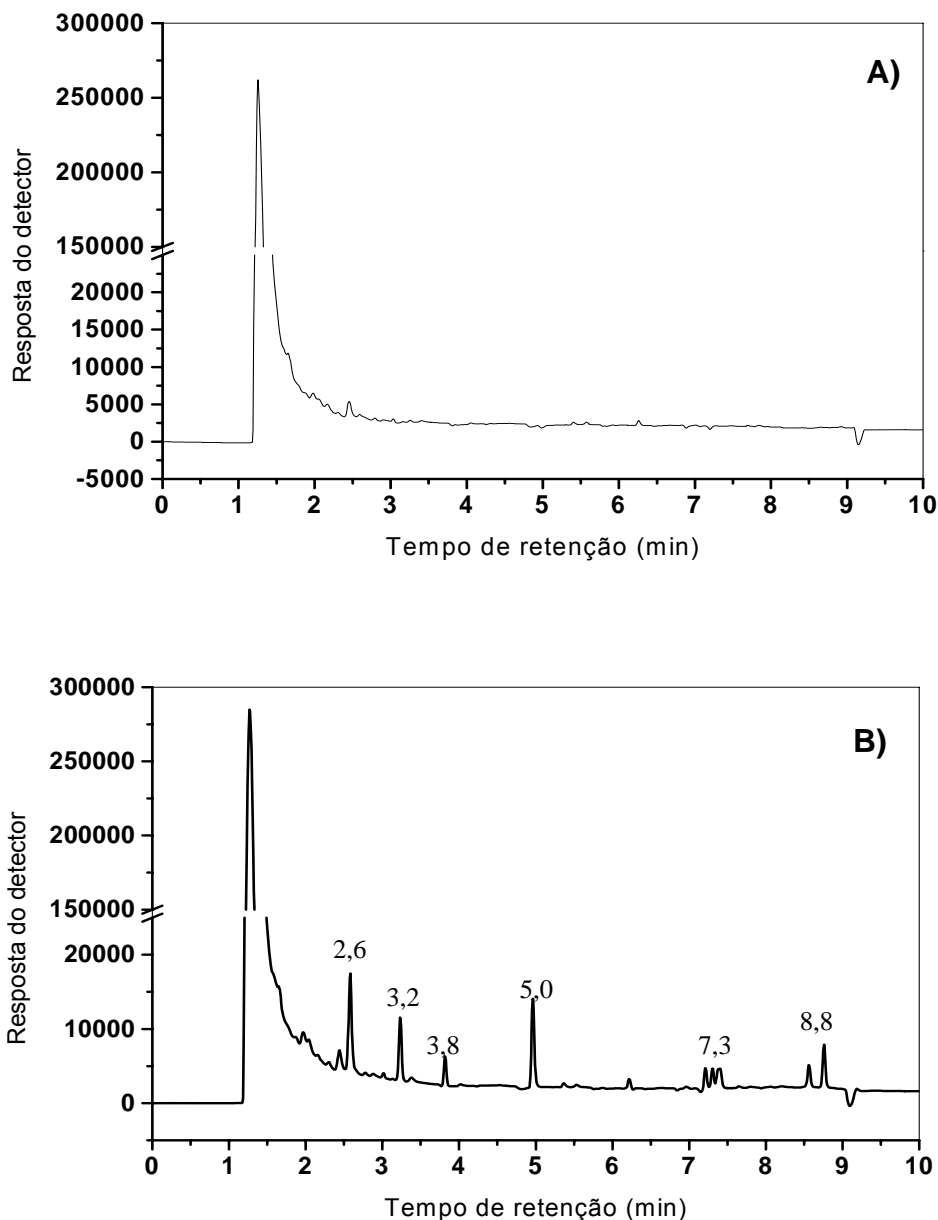 300000
A)
250000
200000
150000
20000
15000
10000
5000
0
-5000
0 1 2 3 4 5 6 7 8 9 10
Resposta do detector
Tempo de retenção (min)
300000
B)
250000
200000
150000
20000
10000
0
2,6
3,2
3,8
5,0
7,3
8,8
0 1 2 3 4 5 6 7 8 9 10
Resposta do detector
Tempo de retenção (min)